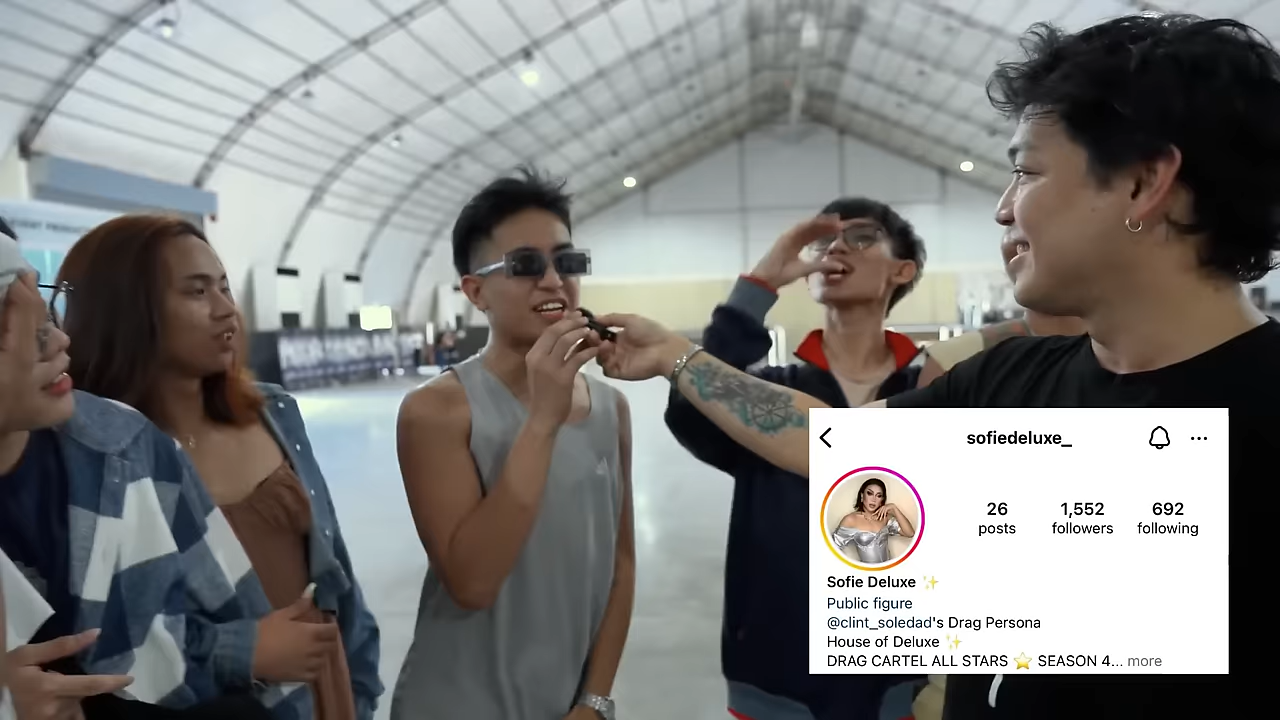 sofiedeluxe_
26 1,552 692
posts followers following
Sofie Deluxe ✨
Public figure
@clint_soledad's Drag Persona
House of Deluxe ✨
DRAG CARTEL ALL STARS ⭐ SEASON 4... more